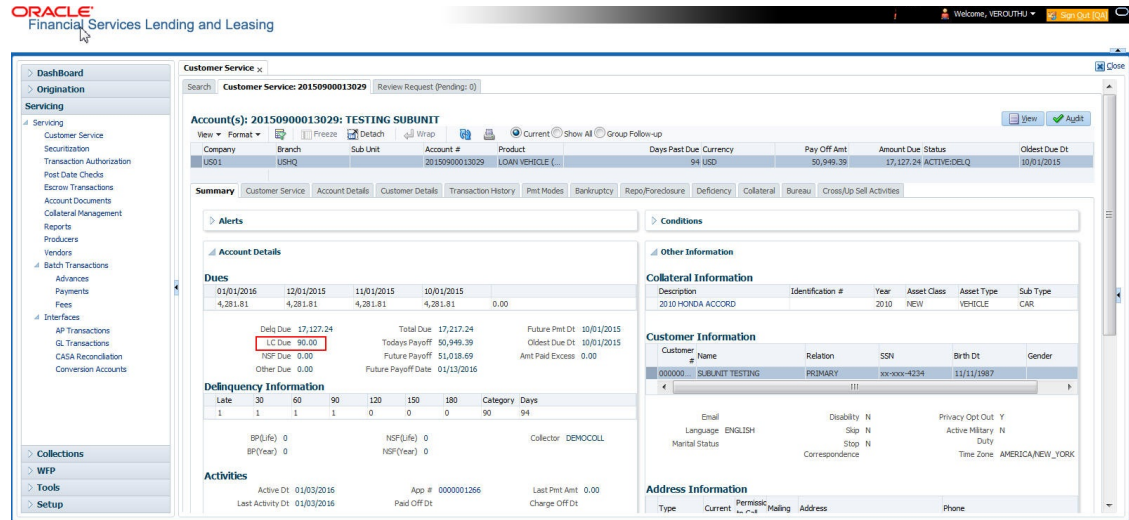 ORACLE
Financial Services Lending and Leasing
Welcome, VEROUTHU
Sign Out [QA]
Close
DashBoard
Origination
Servicing
Servicing
Customer Service
Securitization
Transaction Authorization
Post Date Checks
Escrow Transactions
Account Documents
Collateral Management
Reports
Producers
Vendors
Batch Transactions
Advances
Payments
Fees
Interfaces
AP Transactions
GL Transactions
CASA Reconciliation
Conversion Accounts
Collections
WFP
Tools
Setup
Customer Service x
Search Customer Service: 20150900013029 Review Request (Pending: 0)
Account(s): 20150900013029: TESTING SUBUNIT
View Audit
View Format Freeze Detach Wrap Current Show All Group Follow-up
Company Branch Sub Unit Account # Product Days Past Due Currency Pay Off Amt Amount Due Status Oldest Due Dt
US01 USHQ 20150900013029 LOAN VEHICLE (... 94 USD 50,949.39 17,127.24 ACTIVE:DELQ 10/01/2015
Summary Customer Service Account Details Customer Details Transaction History Pmt Modes Bankruptcy Repo/Foreclosure Deficiency Collateral Bureau Cross/Up Sell Activities
Alerts
Account Details
Dues
01/01/2016 12/01/2015 11/01/2015 10/01/2015
4,281.81 4,281.81 4,281.81 4,281.81 0.00
Delq Due 17,127.24 Total Due 17,217.24 Future Pmt Dt 10/01/2015
LC Due 90.00 Todays Payoff 50,949.39 Oldest Due Dt 10/01/2015
NSF Due 0.00 Future Payoff 51,018.69 Amt Paid Excess 0.00
Other Due 0.00 Future Payoff Date 01/13/2016
Delinquency Information
Late 30 60 90 120 150 180 Category Days
1 1 1 1 0 0 0 90 94
BP(Life) 0 NSF(Life) 0 Collector DEMOCOLL
BP(Year) 0 NSF(Year) 0
Activities
Active Dt 01/03/2016 App # 0000001266 Last Pmt Amt 0.00
Last Activity Dt 01/03/2016 Paid Off Dt Charge Off Dt
Conditions
Other Information
Collateral Information
Description Identification # Year Asset Class Asset Type Sub Type
2010 HONDA ACCORD 2010 NEW VEHICLE CAR
Customer Information
Customer # Name Relation SSN Birth Dt Gender
000000... SUBUNIT TESTING PRIMARY xx-xxx-4234 11/11/1987
Email Disability N Privacy Opt Out Y
Language ENGLISH Skip N Active Military Duty N
Marital Status Stop Correspondence N Time Zone AMERICA/NEW_YORK
Address Information
Type Current Permissic Mailing Address Phone